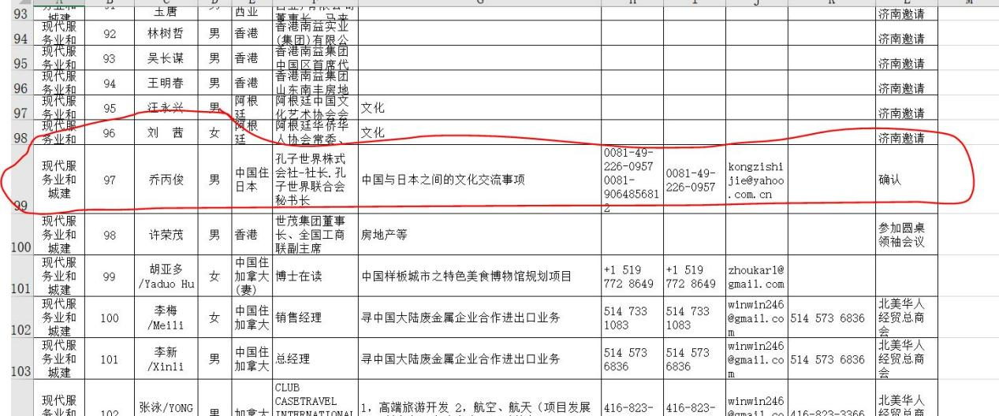 A B C D E F G H I J K L M
93 务业和 城建 玉唐 西业 董事长、马来 济南邀请
94 现代服 务业和 92 林树哲 男 香港 香港南益实业 (集团)有限公 济南邀请
95 现代服 务业和 93 吴长谋 男 香港 香港南益集团 中国区首席代 济南邀请
96 现代服 务业和 94 王明春 男 香港 香港南益集团 山东南丰房地 济南邀请
97 现代服 务业和 95 汪永兴 男 阿根 廷 阿根廷中国文 化艺术协会会 文化 济南邀请
98 现代服 务业和 96 刘 茜 女 阿根 廷 阿根廷华侨华 人协会常委、 文化 济南邀请
99 现代服 务业和 城建 97 乔丙俊 男 中国住 日本 孔子世界株式 会社-社长.孔 子世界联合会 秘书长 中国与日本之间的文化交流事项 0081-49- 226-0957 0081- 906485681 2 0081-49- 226-0957 kongzishi jie@yahoo .com.cn 确认
100 现代服 务业和 城建 98 许荣茂 男 香港 世茂集团董事 长、全国工商 联副主席 房地产等 参加圆桌 领袖会议
101 现代服 务业和 城建 99 胡亚多 /Yaduo Hu 女 中国住 加拿大 (妻) 博士在读 中国样板城市之特色美食博物馆规划项目 +1 519 772 8649 +1 519 772 8649 zhoukarl@ gmail.com
102 现代服 务业和 城建 100 李梅 /Meili 女 中国住 加拿大 销售经理 寻中国大陆废金属企业合作进出口业务 514 733 1083 514 733 1083 winwin246 @gmail.co m 514 573 6836 北美华人 经贸总商 会
103 现代服 务业和 城建 101 李新 /Xinli 男 中国住 加拿大 总经理 寻中国大陆废金属企业合作进出口业务 514 573 6836 514 573 6836 winwin246 @gmail.co m 514 573 6836 北美华人 经贸总商 会
现代服 务业和 102 张泳/YONG 男 加拿大 CLUB CASETRAVEL INTERNATIONAL 1，高端旅游开发 2，航空、航天（项目发展 416-823- 416-823- winwin246 @gmail.co 416-823-3366 北美华人 经贸总商